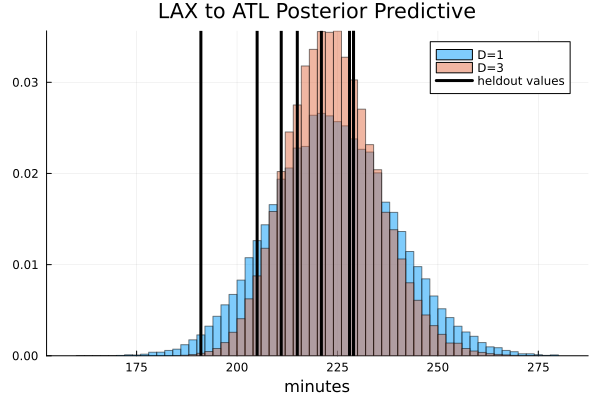 LAX to ATL Posterior Predictive
D=1
D=3
heldout values
0.03
0.02
0.01
0.00
175
200
225
250
275
minutes